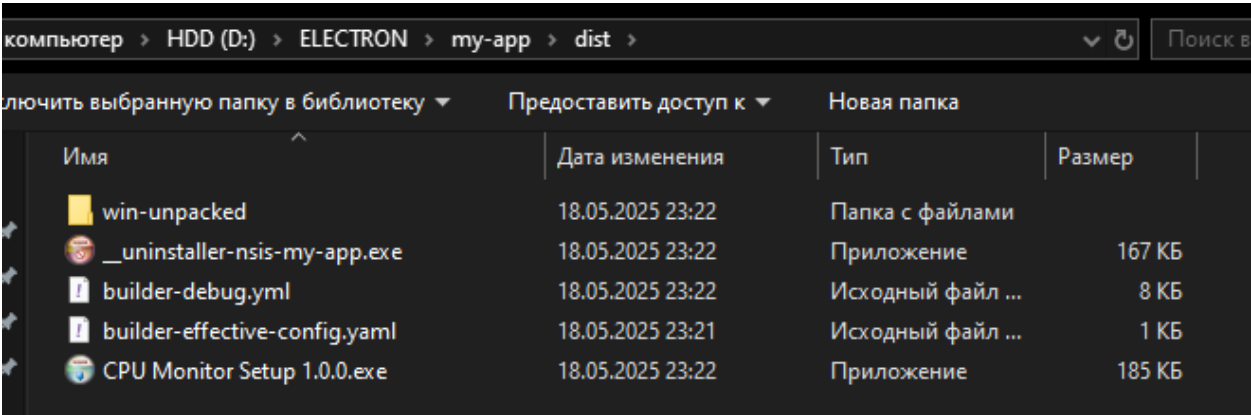 компьютер > HDD (D:) > ELECTRON > my-app > dist >
Поиск в
ключить выбранную папку в библиотеку Предоставить доступ к Новая папка
Имя Дата изменения Тип Размер
win-unpacked 18.05.2025 23:22 Папка с файлами
__uninstaller-nsis-my-app.exe 18.05.2025 23:22 Приложение 167 КБ
builder-debug.yml 18.05.2025 23:22 Исходный файл ... 8 КБ
builder-effective-config.yaml 18.05.2025 23:21 Исходный файл ... 1 КБ
CPU Monitor Setup 1.0.0.exe 18.05.2025 23:22 Приложение 185 КБ